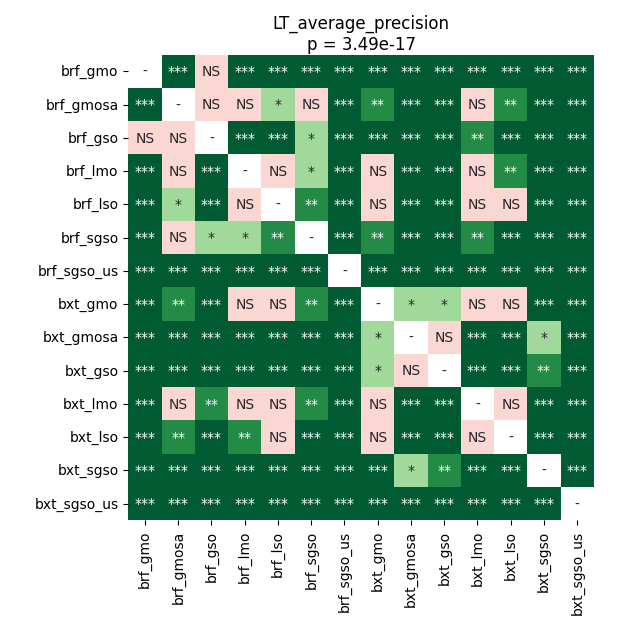 LT_average_precision
p = 3.49e-17
brf_gmo - *** NS *** *** *** *** *** *** *** *** *** *** ***
brf_gmosa *** - NS NS * NS *** ** *** *** NS ** *** ***
brf_gso NS NS - *** *** * *** *** *** *** ** *** *** ***
brf_lmo *** NS *** - NS * *** NS *** *** NS ** *** ***
brf_lso *** * *** NS - ** *** NS *** *** NS NS *** ***
brf_sgso *** NS * * ** - *** ** *** *** ** *** *** ***
brf_sgso_us *** *** *** *** *** *** - *** *** *** *** *** *** ***
bxt_gmo *** ** *** NS NS ** *** - * * NS NS *** ***
bxt_gmosa *** *** *** *** *** *** *** * - NS *** *** * ***
bxt_gso *** *** *** *** *** *** *** * NS - *** *** ** ***
bxt_lmo *** NS ** NS NS ** *** NS *** *** - NS *** ***
bxt_lso *** ** *** ** NS *** *** NS *** *** NS - *** ***
bxt_sgso *** *** *** *** *** *** *** *** * ** *** *** - ***
bxt_sgso_us *** *** *** *** *** *** *** *** *** *** *** *** *** -
brf_gmo brf_gmosa brf_gso brf_lmo brf_lso brf_sgso brf_sgso_us bxt_gmo bxt_gmosa bxt_gso bxt_lmo bxt_lso bxt_sgso bxt_sgso_us